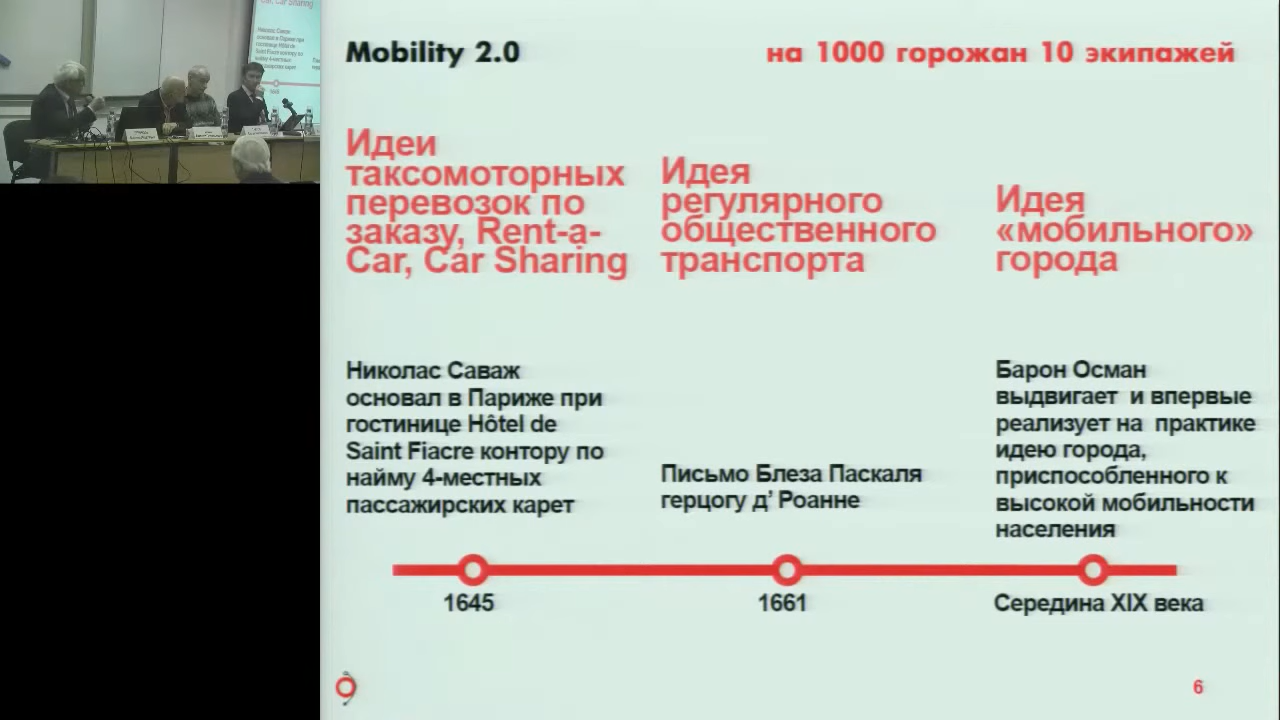 Mobility 2.0
на 1000 горожан 10 экипажей
Идеи
таксомоторных
перевозок по
заказу, Rent-a-
Car, Car Sharing
Идея
регулярного
общественного
транспорта
Идея
«мобильного»
города
Николас Саваж
основал в Париже при
гостинице Hôtel de
Saint Fiacre контору по
найму 4-местных
пассажирских карет
Письмо Блеза Паскаля
герцогу д’ Роанне
Барон Осман
выдвигает и впервые
реализует на практике
идею города,
приспособленного к
высокой мобильности
населения
1645
1661
Середина XIX века
6